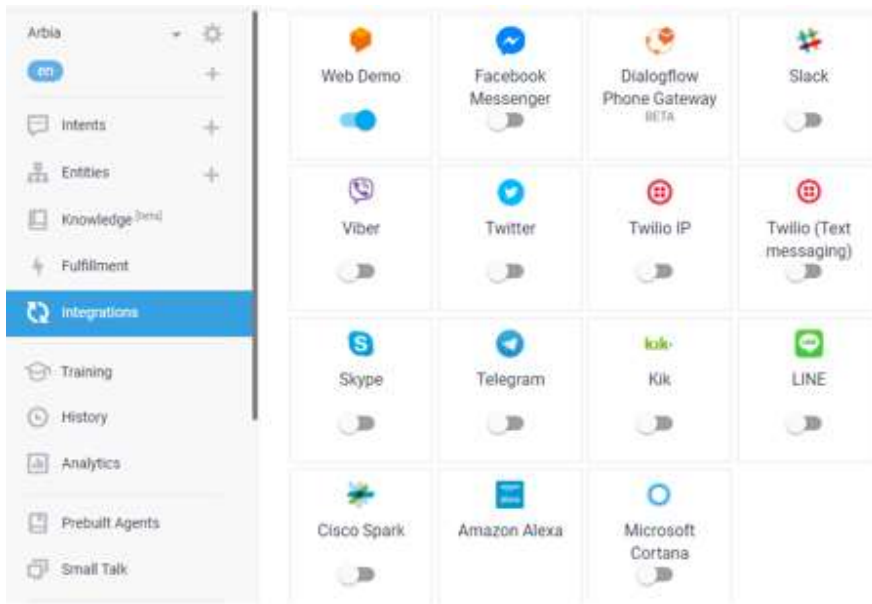 Arbia
en
Intents
Entities
Knowledge [beta]
Fulfillment
Integrations
Training
History
Analytics
Prebuilt Agents
Small Talk
Web Demo
Facebook
Messenger
Dialogflow
Phone Gateway
BETA
Slack
Viber
Twitter
Twilio IP
Twilio (Text
messaging)
Skype
Telegram
kik
Kik
LINE
Cisco Spark
Amazon Alexa
Microsoft
Cortana